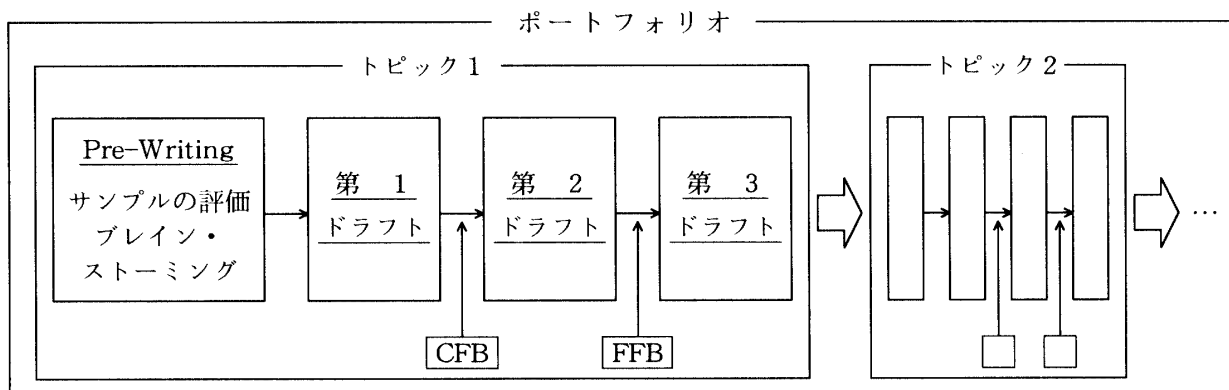 ポートフォリオ
トピック1
トピック2
Pre-Writing
サンプルの評価
ブレイン・
ストーミング
第 1
ドラフト
第 2
ドラフト
第 3
ドラフト
…
CFB
FFB